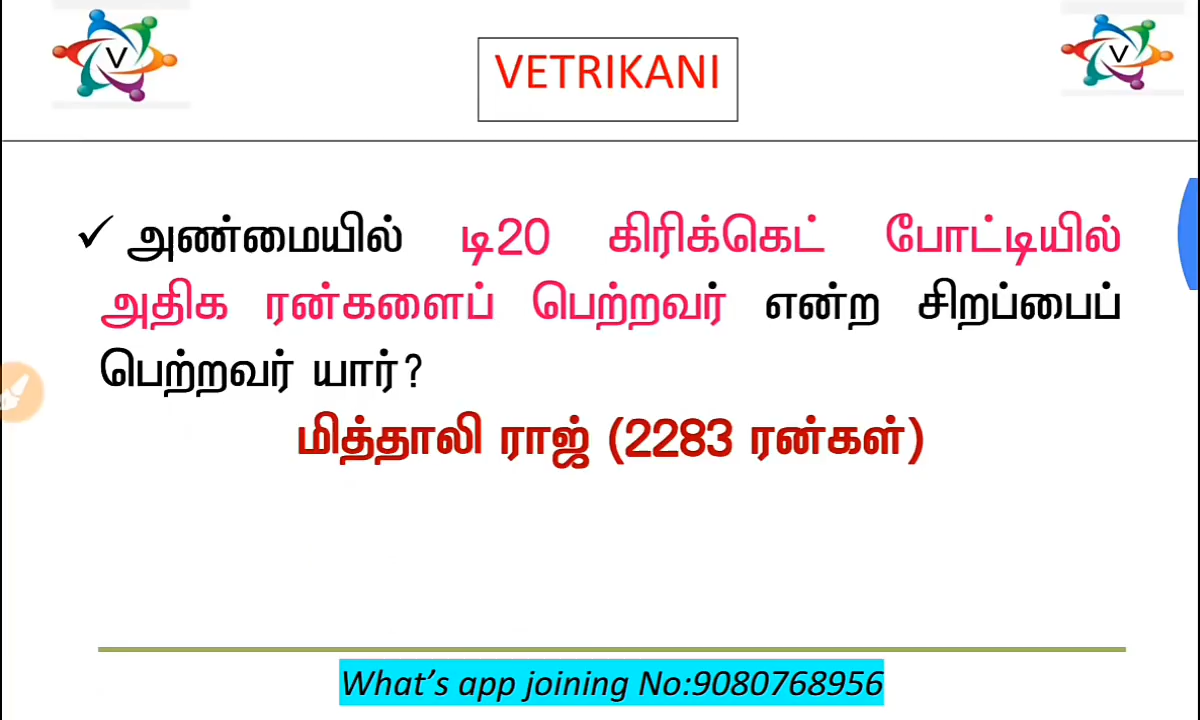 V VETRIKANI V
✓ அண்மையில் டி20 கிரிக்கெட் போட்டியில்
அதிக ரன்களைப் பெற்றவர் என்ற சிறப்பைப்
பெற்றவர் யார்?
மித்தாலி ராஜ் (2283 ரன்கள்)
What's app joining No:9080768956